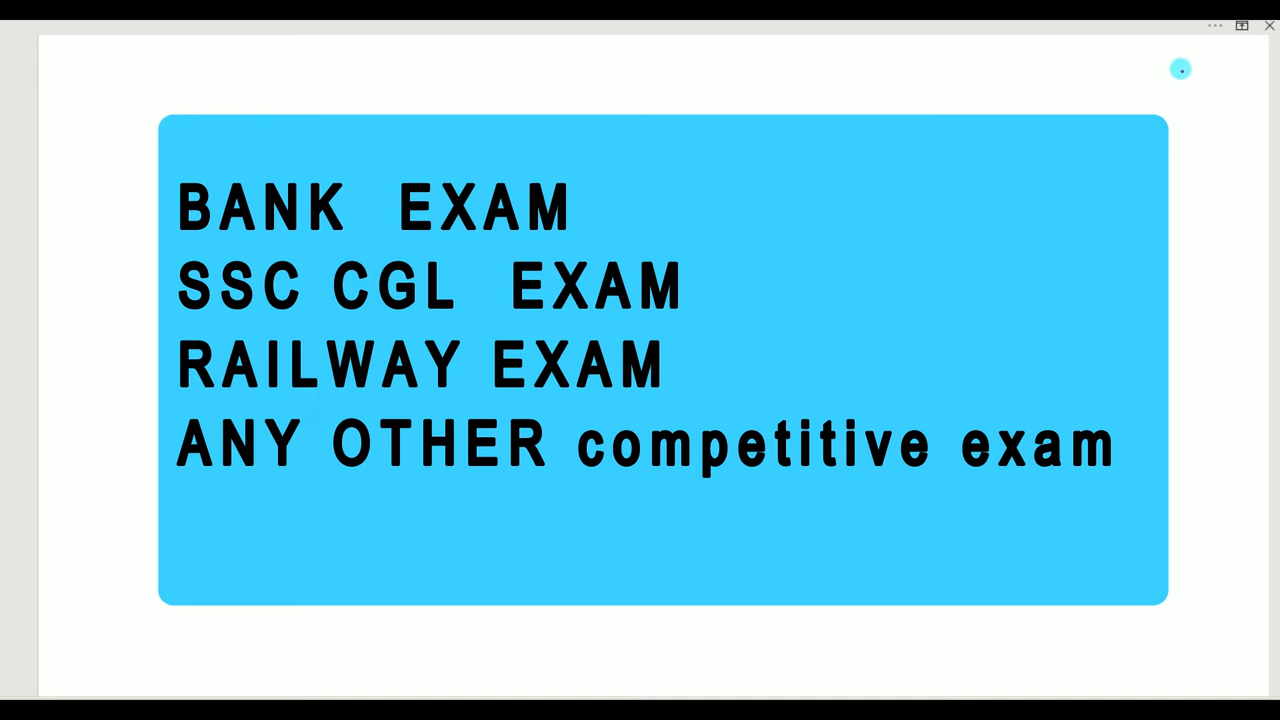 BANK EXAM
SSC CGL EXAM
RAILWAY EXAM
ANY OTHER competitive exam